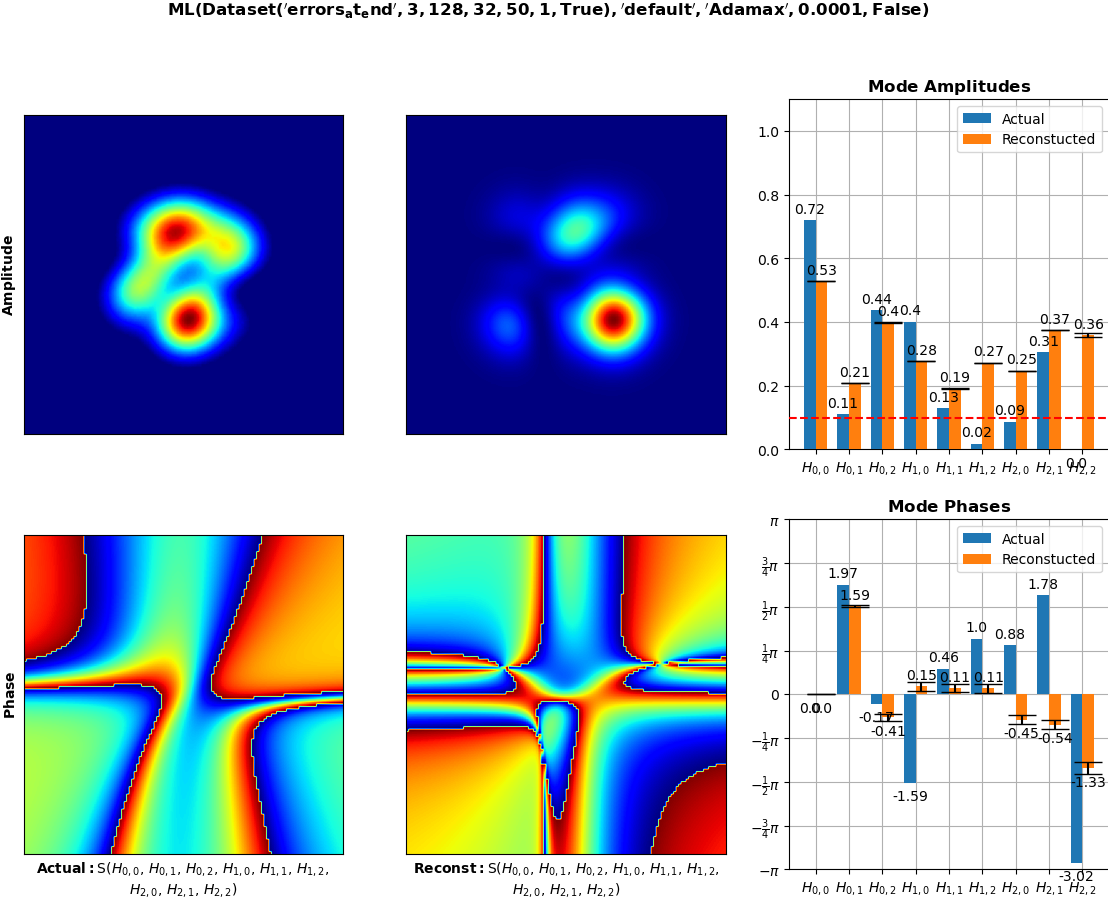 ML(Dataset('errors_at_end', 3, 128, 32, 50, 1, True), 'default', 'Adamax', 0.0001, False)
Amplitude
Mode Amplitudes
Actual
Reconstucted
1.0
0.8
0.6
0.4
0.2
0.0
0.72
0.53
0.11
0.21
0.44
0.4
0.4
0.28
0.13
0.19
0.02
0.27
0.09
0.25
0.31
0.37
0.0
0.36
H0,0 H0,1 H0,2 H1,0 H1,1 H1,2 H2,0 H2,1 H2,2
Phase
Mode Phases
Actual
Reconstucted
π
3/4π
1/2π
1/4π
0
−1/4π
−1/2π
−3/4π
−π
0.0
0.0
1.97
1.59
-0.17
-0.41
-1.59
0.15
0.46
0.11
1.0
0.11
0.88
-0.45
1.78
-0.54
-3.02
-1.33
H0,0 H0,1 H0,2 H1,0 H1,1 H1,2 H2,0 H2,1 H2,2
Actual: S(H0,0, H0,1, H0,2, H1,0, H1,1, H1,2,
H2,0, H2,1, H2,2)
Reconst: S(H0,0, H0,1, H0,2, H1,0, H1,1, H1,2,
H2,0, H2,1, H2,2)